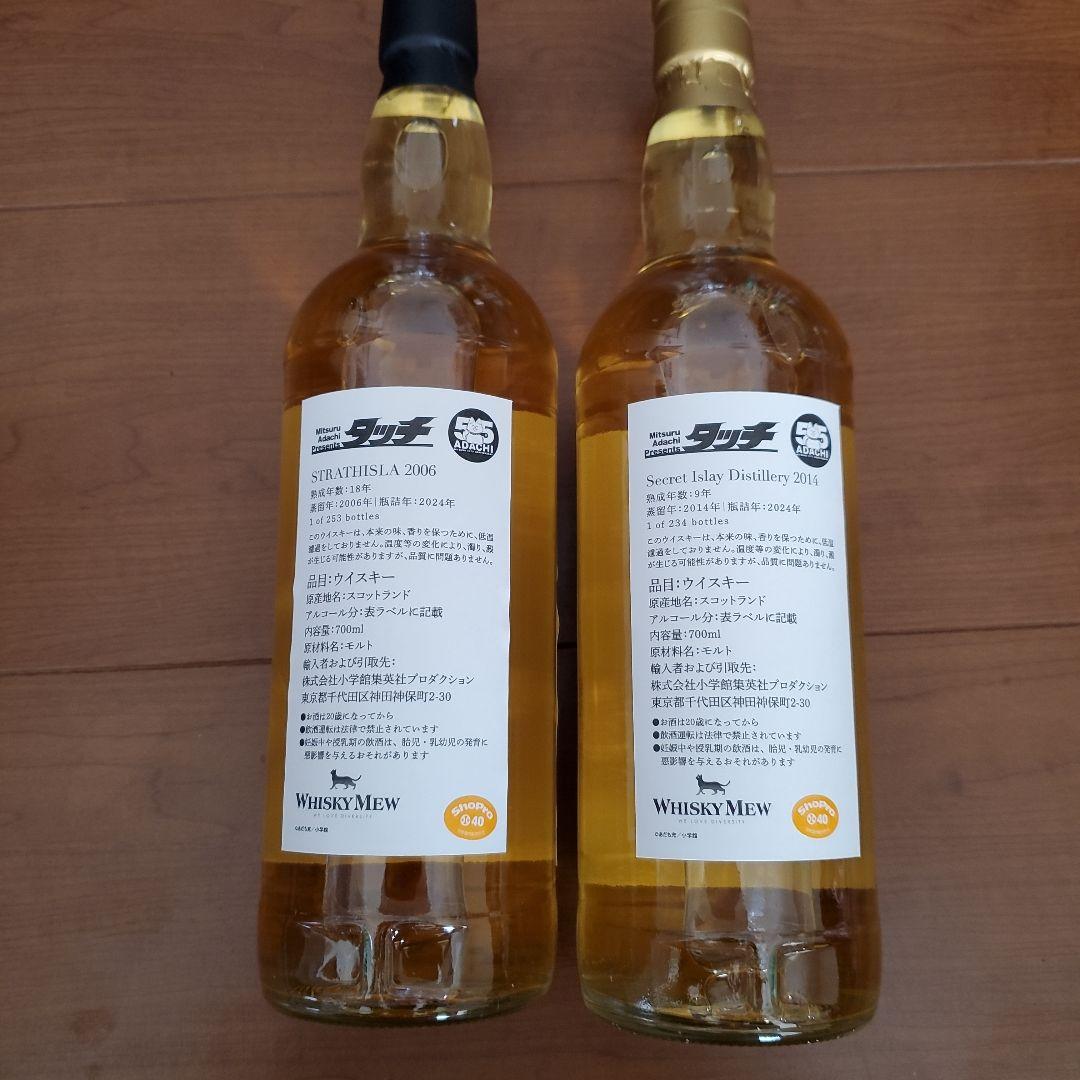 Mitsuru
Adachi
Presents
タッチ
55
ADACHI
STRATHISLA 2006
熟成年数:18年
蒸留年:2006年|瓶詰年:2024年
1 of 253 bottles
このウイスキーは、本来の味、香りを保つために、低温
濾過をしておりません。温度等の変化により、濁り、澱
が生じる可能性がありますが、品質に問題ありません。
品目:ウイスキー
原産地名:スコットランド
アルコール分:表ラベルに記載
内容量:700ml
原材料名:モルト
輸入者および引取先:
株式会社小学館集英社プロダクション
東京都千代田区神田神保町2-30
●お酒は20歳になってから
●飲酒運転は法律で禁止されています
●妊娠中や授乳期の飲酒は、胎児・乳幼児の発育に
悪影響を与えるおそれがあります
WHISKY MEW
WE LOVE DIVERSITY
ShoPro
40
©あだち充/小学館
Mitsuru
Adachi
Presents
タッチ
55
ADACHI
Secret Islay Distillery 2014
熟成年数:9年
蒸留年:2014年|瓶詰年:2024年
1 of 234 bottles
このウイスキーは、本来の味、香りを保つために、低温
濾過をしておりません。温度等の変化により、濁り、澱
が生じる可能性がありますが、品質に問題ありません。
品目:ウイスキー
原産地名:スコットランド
アルコール分:表ラベルに記載
内容量:700ml
原材料名:モルト
輸入者および引取先:
株式会社小学館集英社プロダクション
東京都千代田区神田神保町2-30
●お酒は20歳になってから
●飲酒運転は法律で禁止されています
●妊娠中や授乳期の飲酒は、胎児・乳幼児の発育に
悪影響を与えるおそれがあります
WHISKY MEW
WE LOVE DIVERSITY
ShoPro
40
©あだち充/小学館